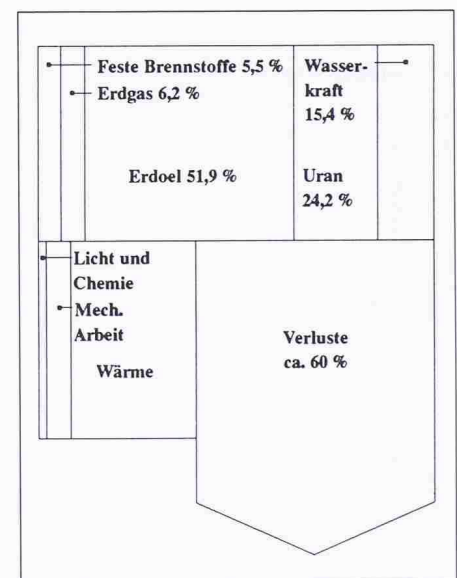 Feste Brennstoffe 5,5 %
Erdgas 6,2 %
Wasser-
kraft
15,4 %
Erdoel 51,9 %
Uran
24,2 %
Licht und
Chemie
Mech.
Arbeit
Wärme
Verluste
ca. 60 %